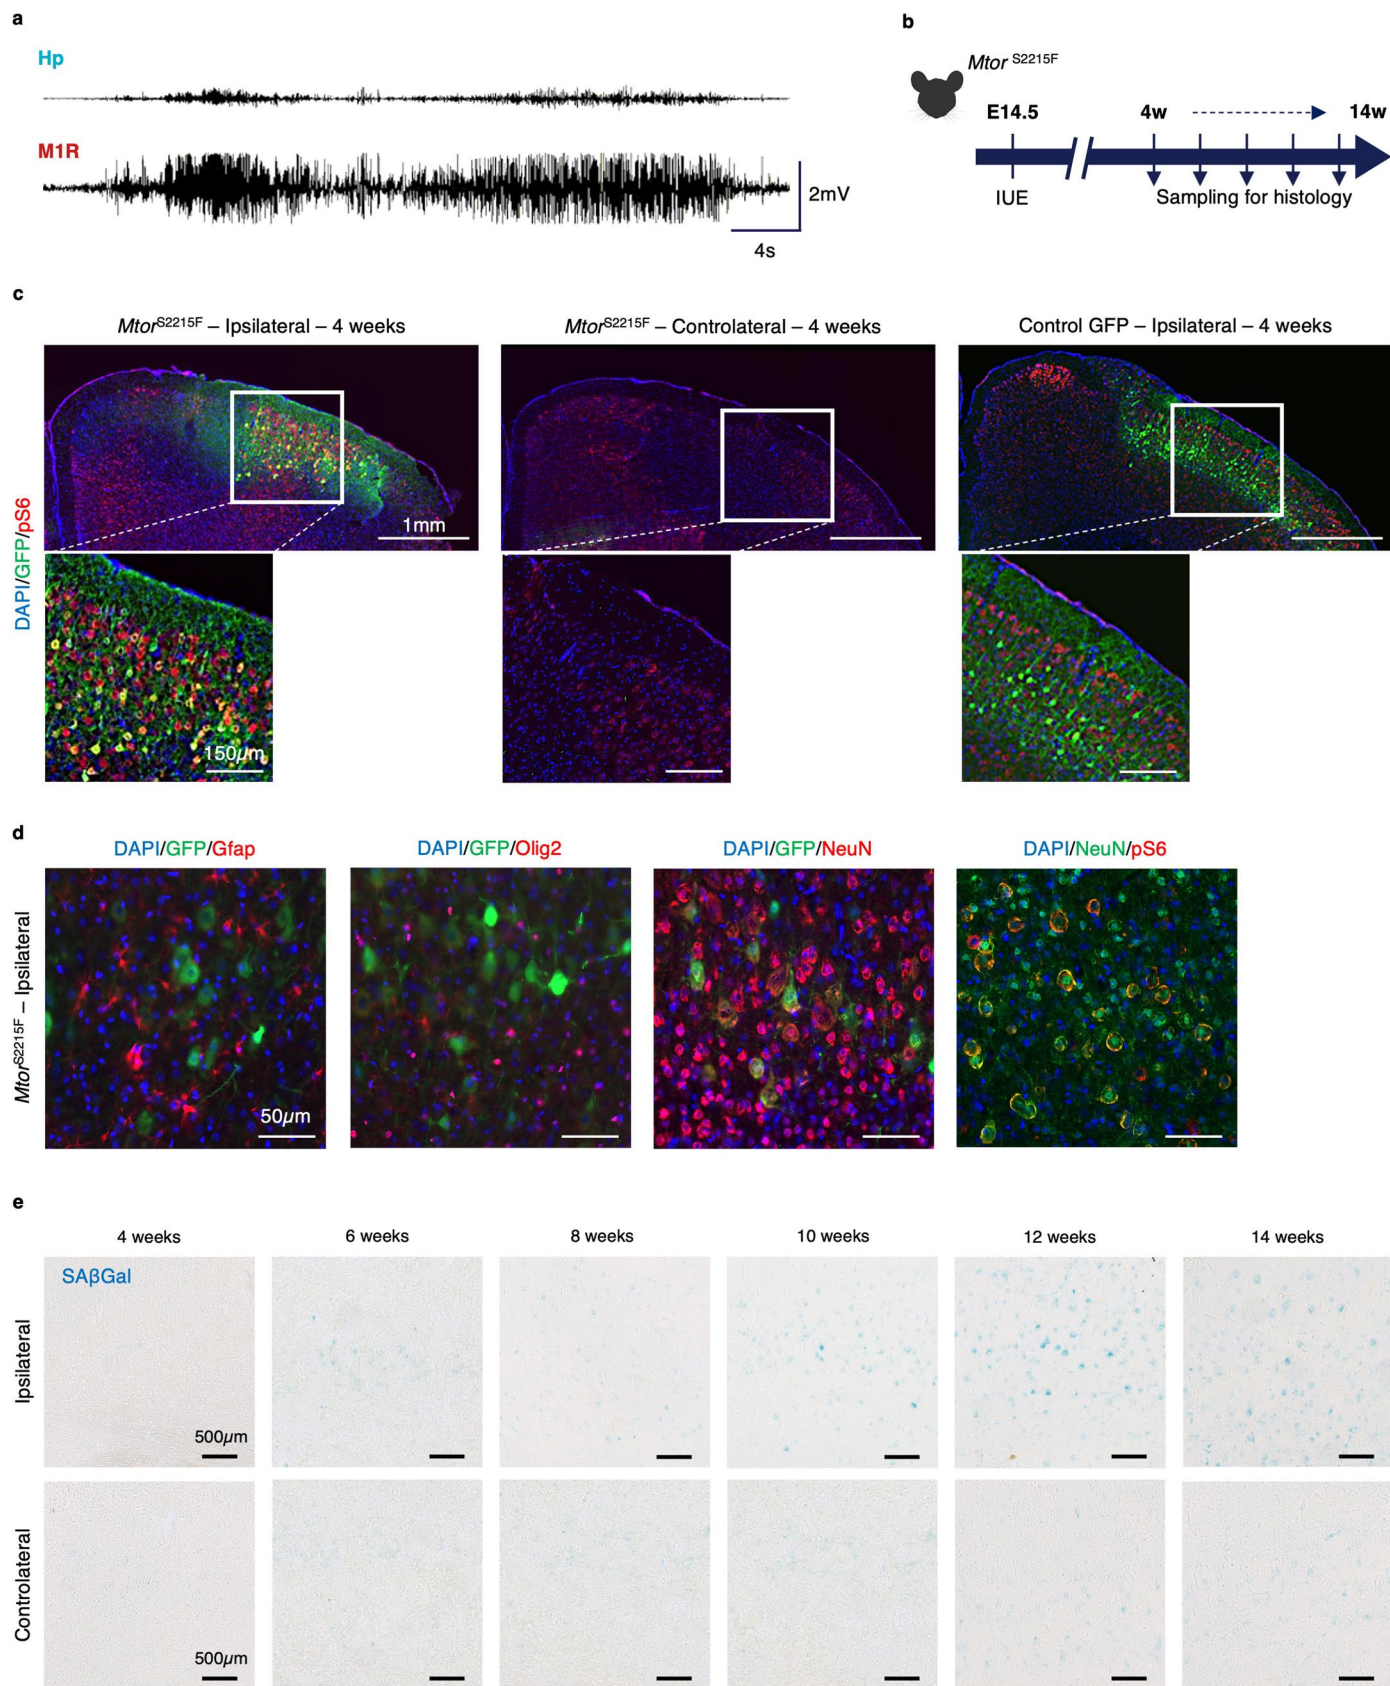 a
Hp
M1R
2mV
4s
b
Mtor S2215F
E14.5
4w
14w
IUE
Sampling for histology
c
MtorS2215F – Ipsilateral – 4 weeks
MtorS2215F – Controlateral – 4 weeks
Control GFP – Ipsilateral – 4 weeks
DAPI/GFP/pS6
1mm
150µm
d
DAPI/GFP/Gfap
DAPI/GFP/Olig2
DAPI/GFP/NeuN
DAPI/NeuN/pS6
MtorS2215F – Ipsilateral
50µm
e
4 weeks
6 weeks
8 weeks
10 weeks
12 weeks
14 weeks
Ipsilateral
SAβGal
500µm
Controlateral
500µm